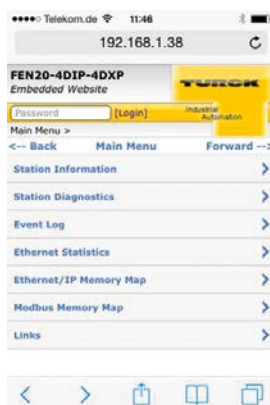 Telekom.de 11:46
192.168.1.38
FEN20-4DIP-4DXP
Embedded Website
TURCK
Password [Login]
Industrial
Automation
Main Menu >
<-- Back Main Menu Forward -->
Station Information
Station Diagnostics
Event Log
Ethernet Statistics
Ethernet/IP Memory Map
Modbus Memory Map
Links